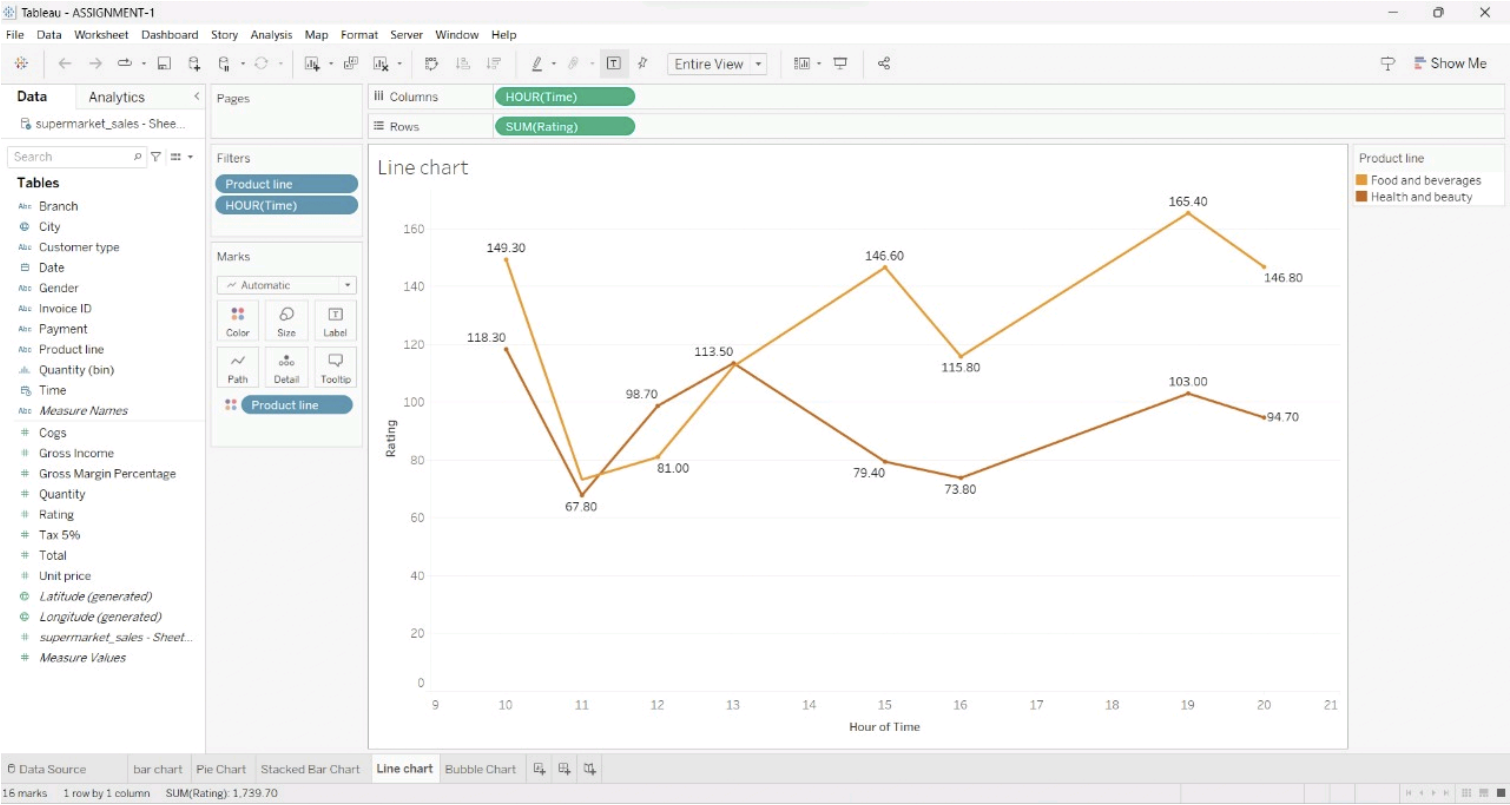 Tableau - ASSIGNMENT-1
File Data Worksheet Dashboard Story Analysis Map Format Server Window Help
Entire View
Show Me
Data Analytics
supermarket_sales - Shee...
Search
Tables
Abc Branch
City
Abc Customer type
Date
Abc Gender
Abc Invoice ID
Abc Payment
Abc Product line
Quantity (bin)
Time
Abc Measure Names
# Cogs
# Gross Income
# Gross Margin Percentage
# Quantity
# Rating
# Tax 5%
# Total
# Unit price
Latitude (generated)
Longitude (generated)
# supermarket_sales - Sheet...
# Measure Values
Pages
Filters
Product line
HOUR(Time)
Marks
Automatic
Color Size Label
Path Detail Tooltip
Product line
Columns HOUR(Time)
Rows SUM(Rating)
Line chart
165.40
160
149.30
146.60
146.80
140
120
118.30
113.50
115.80
103.00
100
98.70
94.70
Rating
80
81.00
79.40
73.80
67.80
60
40
20
0
9 10 11 12 13 14 15 16 17 18 19 20 21
Hour of Time
Product line
Food and beverages
Health and beauty
Data Source bar chart Pie Chart Stacked Bar Chart Line chart Bubble Chart
16 marks 1 row by 1 column SUM(Rating): 1,739.70